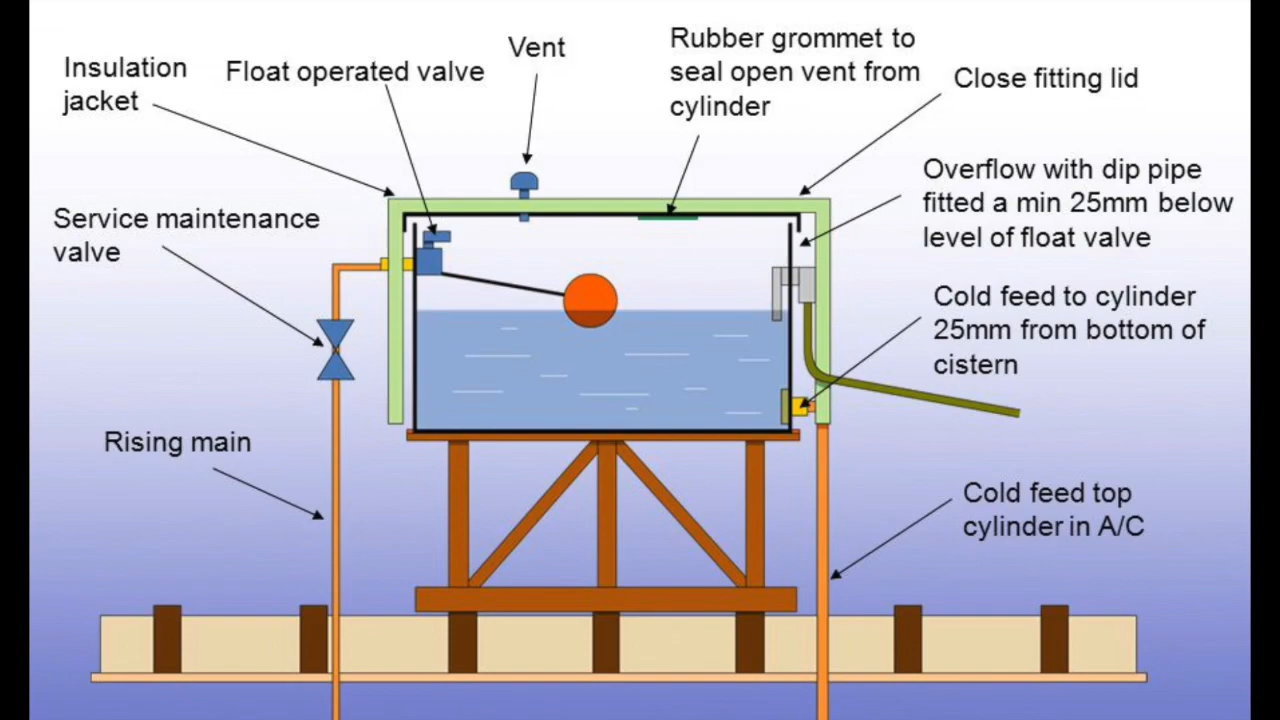 Insulation
jacket
Float operated valve
Vent
Rubber grommet to
seal open vent from
cylinder
Close fitting lid
Overflow with dip pipe
fitted a min 25mm below
level of float valve
Service maintenance
valve
Cold feed to cylinder
25mm from bottom of
cistern
Rising main
Cold feed top
cylinder in A/C